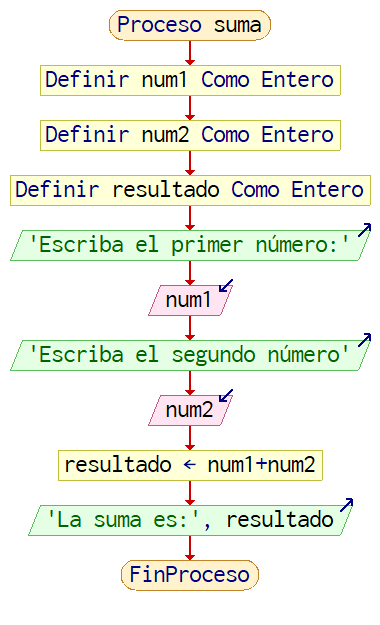 Proceso suma
Definir num1 Como Entero
Definir num2 Como Entero
Definir resultado Como Entero
'Escriba el primer número:'
num1
'Escriba el segundo número'
num2
resultado ← num1+num2
'La suma es:', resultado
FinProceso